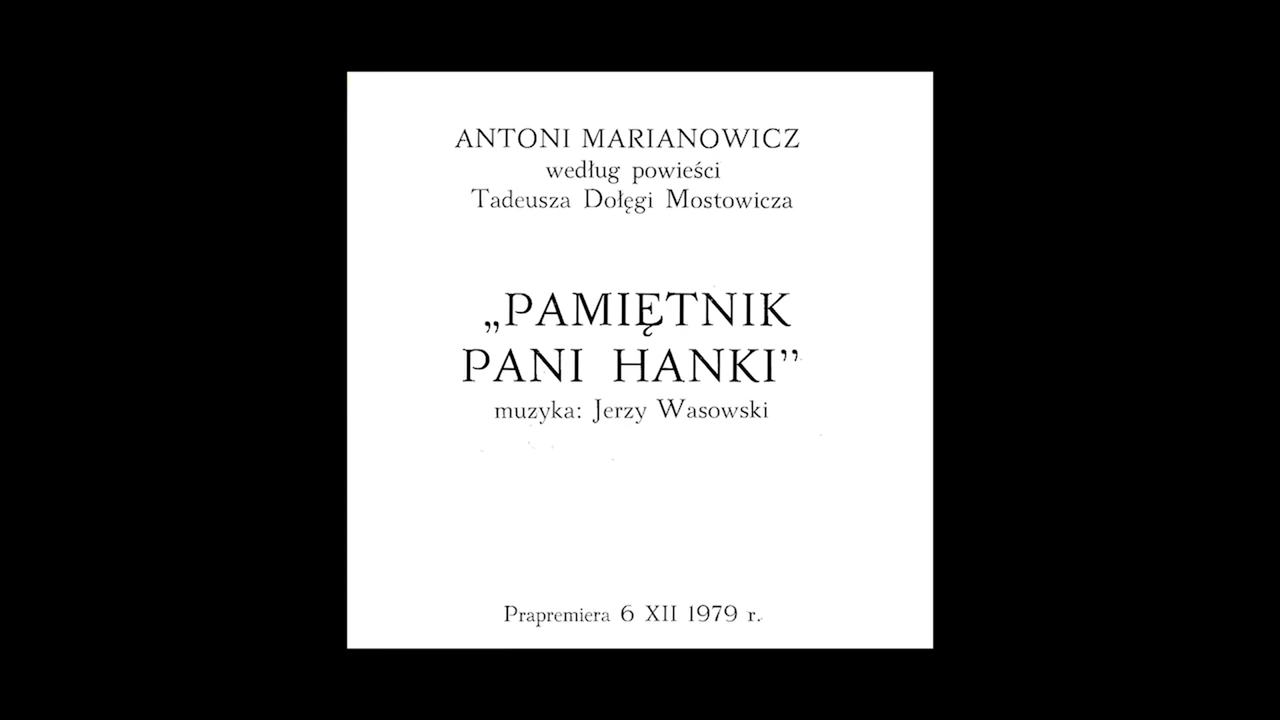 ANTONI MARIANOWICZ
według powieści
Tadeusza Dołęgi Mostowicza
„PAMIĘTNIK
PANI HANKI”
muzyka: Jerzy Wasowski
Prapremiera 6 XII 1979 r.